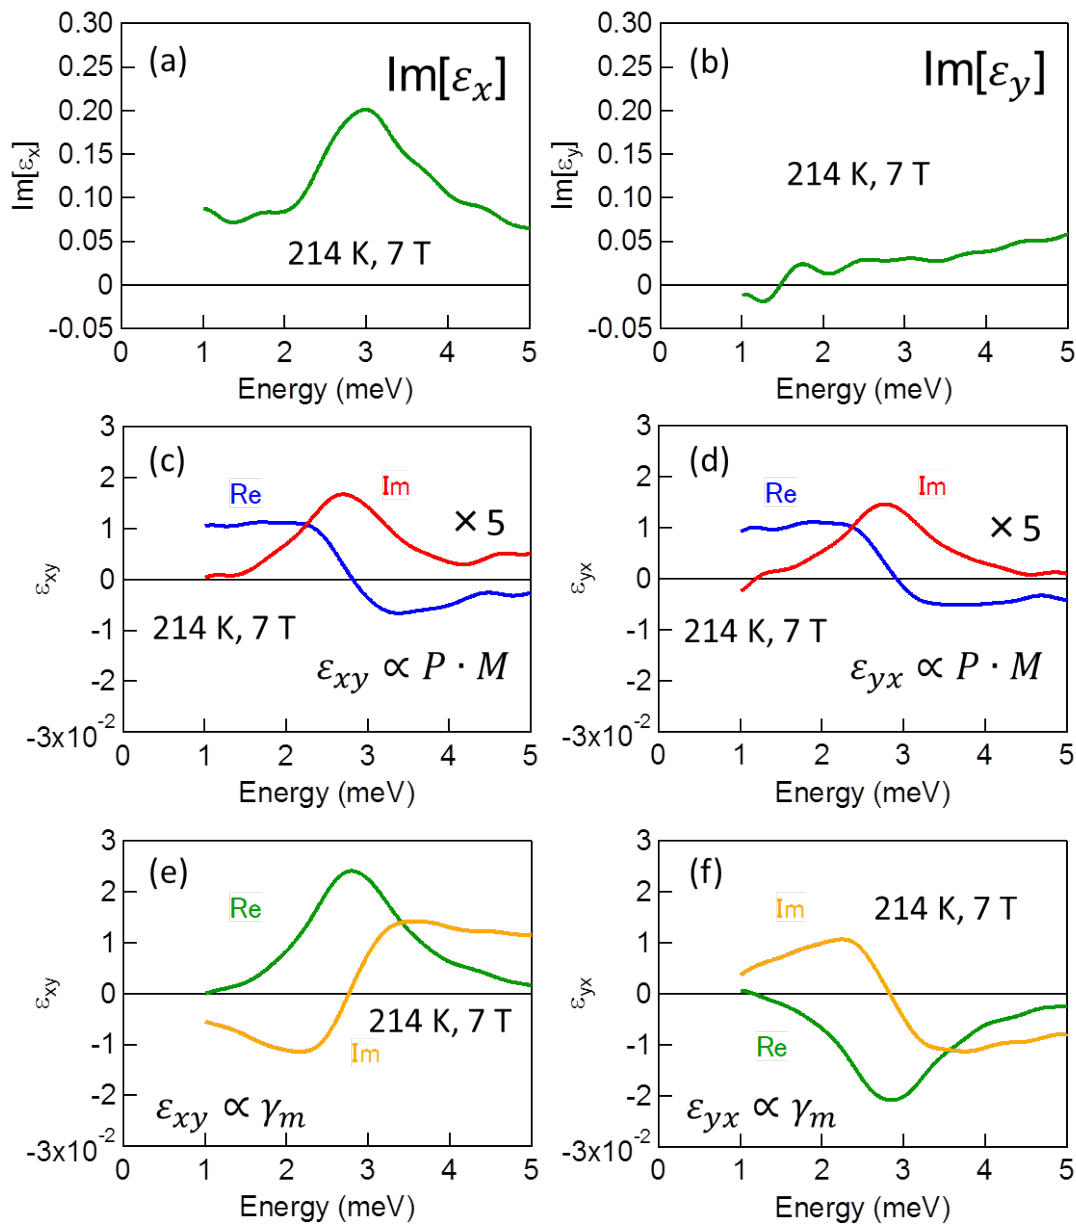 (a)
Im[εx]
Im[εx]
0.30
0.25
0.20
0.15
0.10
0.05
0
-0.05
214 K, 7 T
0 1 2 3 4 5
Energy (meV)
(b)
Im[εy]
Im[εy]
0.30
0.25
0.20
0.15
0.10
0.05
0
-0.05
214 K, 7 T
0 1 2 3 4 5
Energy (meV)
(c)
Re
Im
× 5
εxy
3
2
1
0
-1
-2
-3x10-2
214 K, 7 T
εxy ∝ P · M
0 1 2 3 4 5
Energy (meV)
(d)
Re
Im
× 5
εyx
3
2
1
0
-1
-2
-3x10-2
214 K, 7 T
εyx ∝ P · M
0 1 2 3 4 5
Energy (meV)
(e)
Re
εxy
3
2
1
0
-1
-2
-3x10-2
214 K, 7 T
Im
εxy ∝ γm
0 1 2 3 4 5
Energy (meV)
(f)
Im
214 K, 7 T
εyx
3
2
1
0
-1
-2
-3x10-2
Re
εyx ∝ γm
0 1 2 3 4 5
Energy (meV)